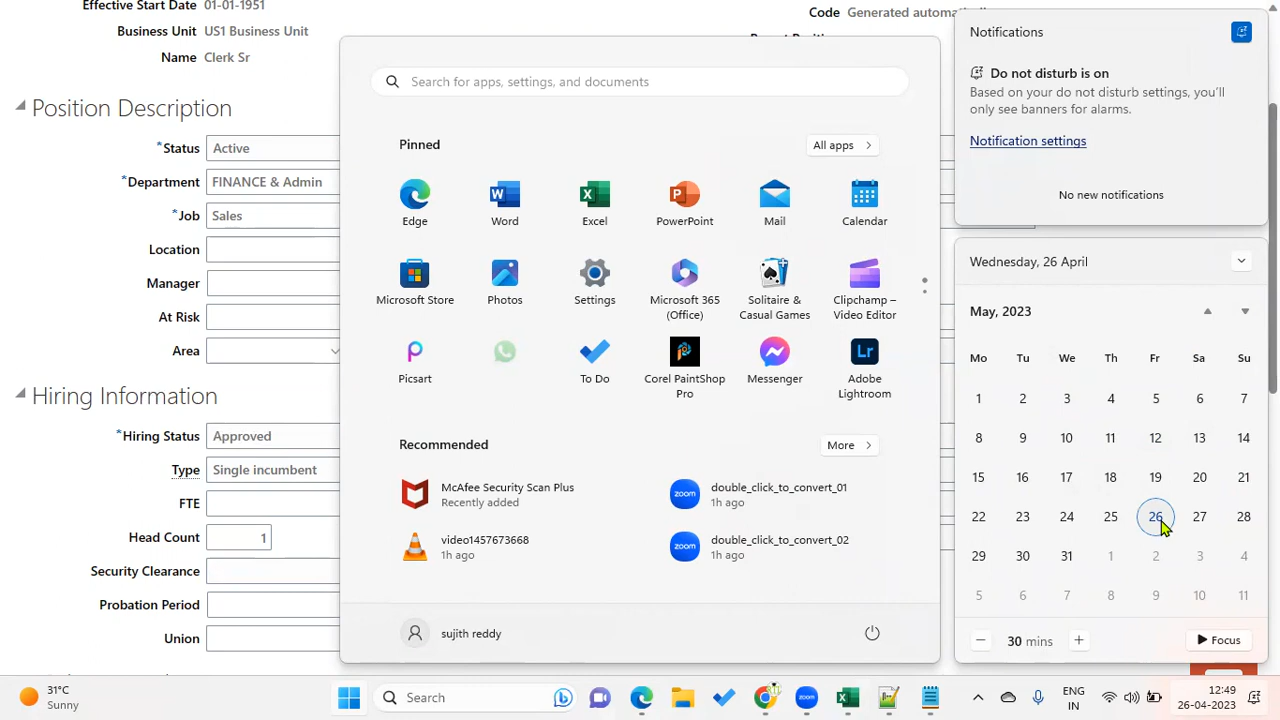 Effective Start Date 01-01-1951
Business Unit US1 Business Unit
Name Clerk Sr
Code Generated automatically
Position Description
*Status Active
*Department FINANCE & Admin
*Job Sales
Location
Manager
At Risk
Area
Hiring Information
*Hiring Status Approved
Type Single incumbent
FTE
Head Count 1
Security Clearance
Probation Period
Union
Search for apps, settings, and documents
Pinned All apps
Edge Word Excel PowerPoint Mail Calendar
Microsoft Store Photos Settings Microsoft 365 (Office) Solitaire & Casual Games Clipchamp – Video Editor
Picsart To Do Corel PaintShop Pro Messenger Adobe Lightroom
Recommended More
McAfee Security Scan Plus
Recently added
double_click_to_convert_01
1h ago
video1457673668
1h ago
double_click_to_convert_02
1h ago
sujith reddy
Notifications
Do not disturb is on
Based on your do not disturb settings, you'll
only see banners for alarms.
Notification settings
No new notifications
Wednesday, 26 April
May, 2023
Mo Tu We Th Fr Sa Su
1 2 3 4 5 6 7
8 9 10 11 12 13 14
15 16 17 18 19 20 21
22 23 24 25 26 27 28
29 30 31 1 2 3 4
5 6 7 8 9 10 11
30 mins Focus
31°C
Sunny
Search
zoom
ENG
IN
12:49
26-04-2023